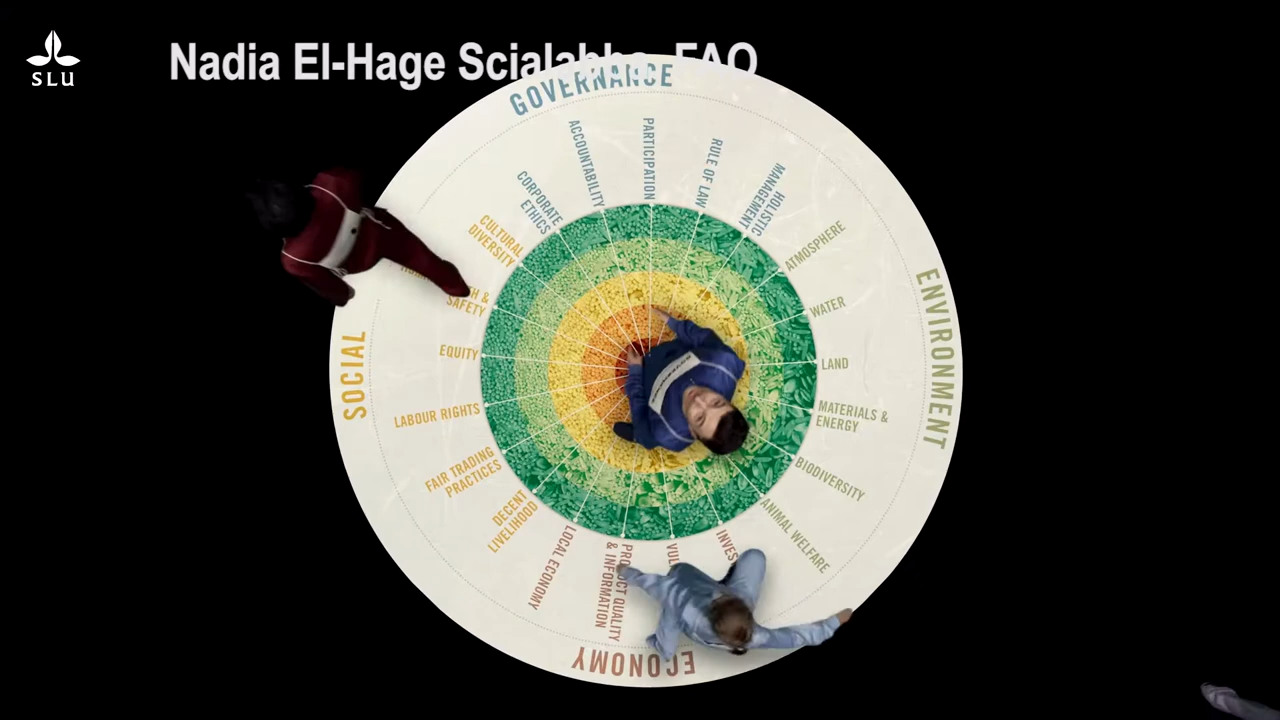 SLU
Nadia El-Hage Scialabba, FAO
GOVERNANCE
CORPORATE
ETHICS
ACCOUNTABILITY
PARTICIPATION
RULE OF LAW
HOLISTIC
MANAGEMENT
ENVIRONMENT
ATMOSPHERE
WATER
LAND
MATERIALS &
ENERGY
BIODIVERSITY
ANIMAL WELFARE
ECONOMY
PRODUCT QUALITY
& INFORMATION
LOCAL ECONOMY
SOCIAL
DECENT
LIVELIHOOD
FAIR TRADING
PRACTICES
LABOUR RIGHTS
EQUITY
SAFETY
CULTURAL
DIVERSITY